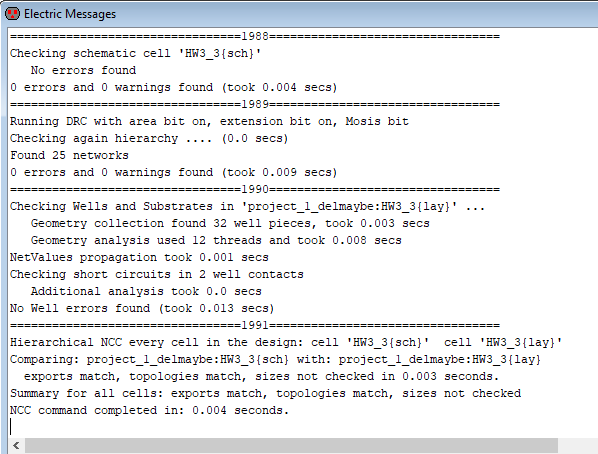 Electric Messages
=================================1988=================================
Checking schematic cell 'HW3_3{sch}'
No errors found
0 errors and 0 warnings found (took 0.004 secs)
=================================1989=================================
Running DRC with area bit on, extension bit on, Mosis bit
Checking again hierarchy .... (0.0 secs)
Found 25 networks
0 errors and 0 warnings found (took 0.009 secs)
=================================1990=================================
Checking Wells and Substrates in 'project_1_delmaybe:HW3_3{lay}' ...
Geometry collection found 32 well pieces, took 0.003 secs
Geometry analysis used 12 threads and took 0.008 secs
NetValues propagation took 0.001 secs
Checking short circuits in 2 well contacts
Additional analysis took 0.0 secs
No Well errors found (took 0.013 secs)
=================================1991=================================
Hierarchical NCC every cell in the design: cell 'HW3_3{sch}'  cell 'HW3_3{lay}'
Comparing: project_1_delmaybe:HW3_3{sch} with: project_1_delmaybe:HW3_3{lay}
exports match, topologies match, sizes not checked in 0.003 seconds.
Summary for all cells: exports match, topologies match, sizes not checked
NCC command completed in: 0.004 seconds.